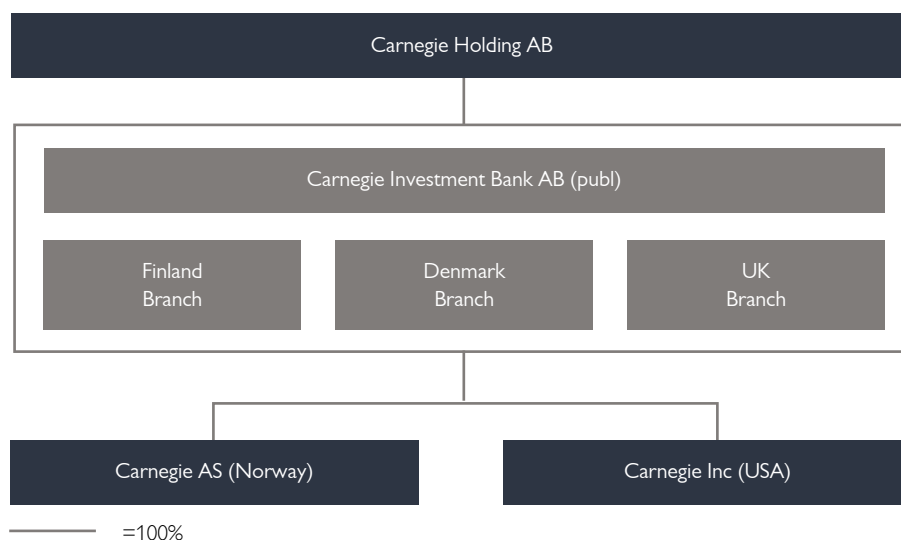 Carnegie Holding AB
Carnegie Investment Bank AB (publ)
Finland
Branch
Denmark
Branch
UK
Branch
Carnegie AS (Norway)
Carnegie Inc (USA)
=100%